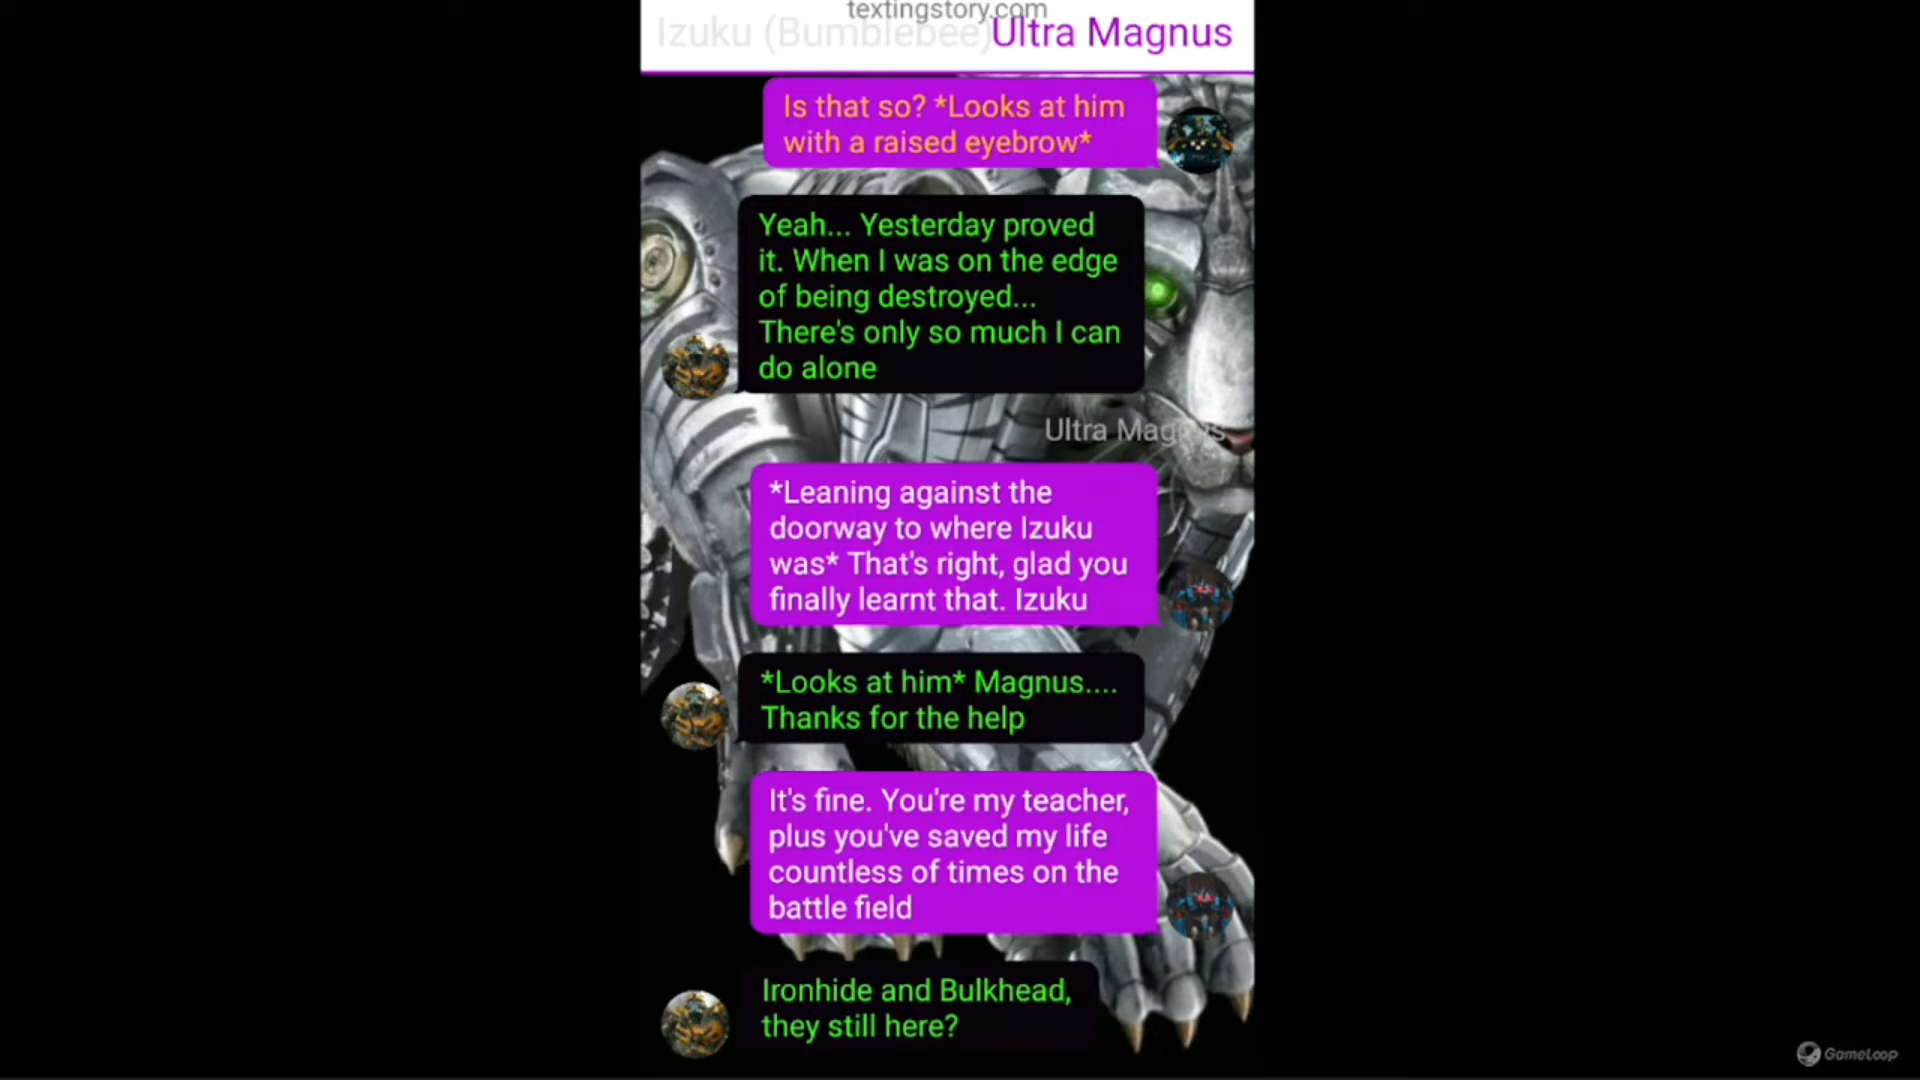 textingstory.com
Izuku (Bumblebee)
Ultra Magnus
Is that so? *Looks at him
with a raised eyebrow*
Yeah... Yesterday proved
it. When I was on the edge
of being destroyed...
There's only so much I can
do alone
Ultra Magnus
*Leaning against the
doorway to where Izuku
was* That's right, glad you
finally learnt that. Izuku
*Looks at him* Magnus....
Thanks for the help
It's fine. You're my teacher,
plus you've saved my life
countless of times on the
battle field
Ironhide and Bulkhead,
they still here?
GameLoop